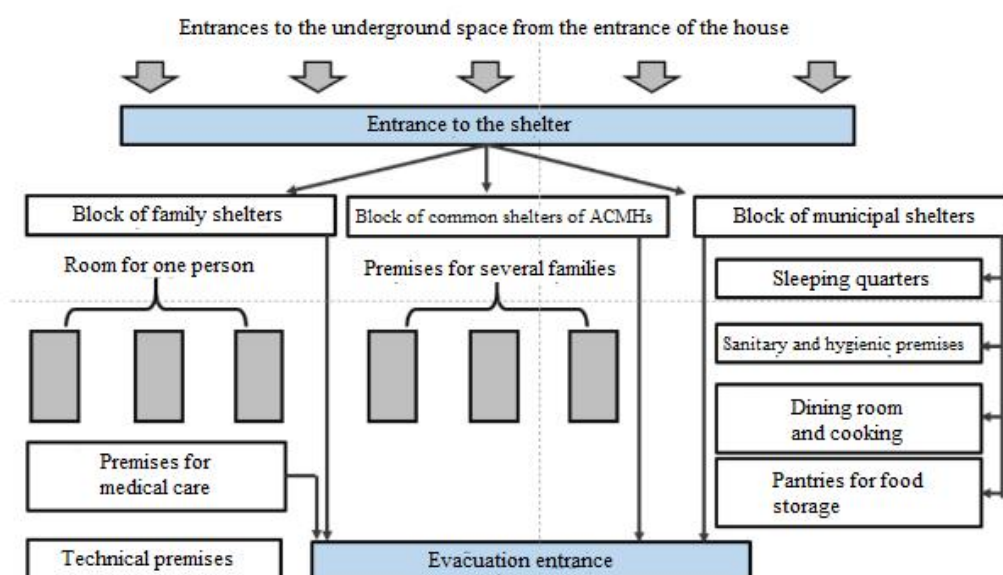 Entrances to the underground space from the entrance of the house
Entrance to the shelter
Block of family shelters
Block of common shelters of ACMHs
Block of municipal shelters
Room for one person
Premises for several families
Sleeping quarters
Sanitary and hygienic premises
Dining room
and cooking
Premises for
medical care
Pantries for food
storage
Technical premises
Evacuation entrance